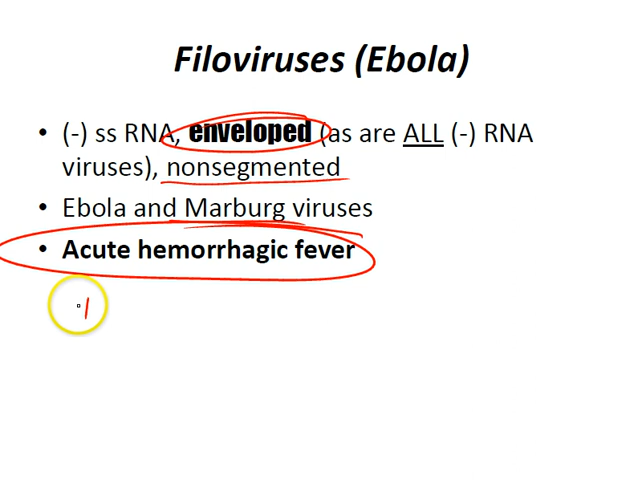 Filoviruses (Ebola)
• (-) ss RNA, enveloped (as are ALL (-) RNA
viruses), nonsegmented
• Ebola and Marburg viruses
• Acute hemorrhagic fever